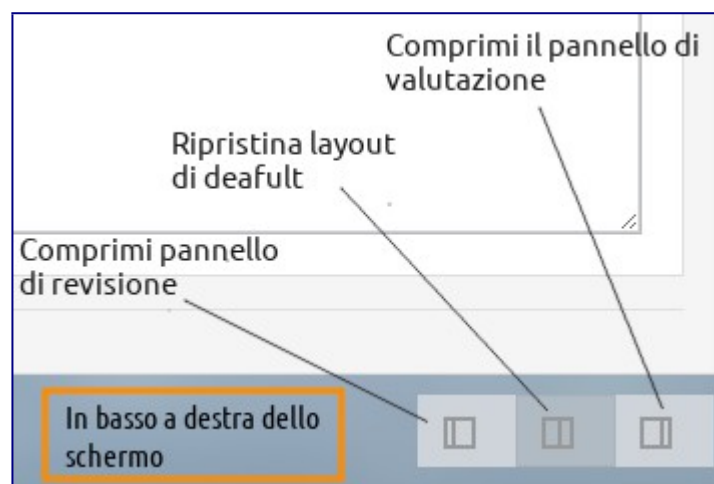 Comprimi il pannello di
valutazione
Ripristina layout
di deafult
Comprimi pannello
di revisione
In basso a destra dello
schermo